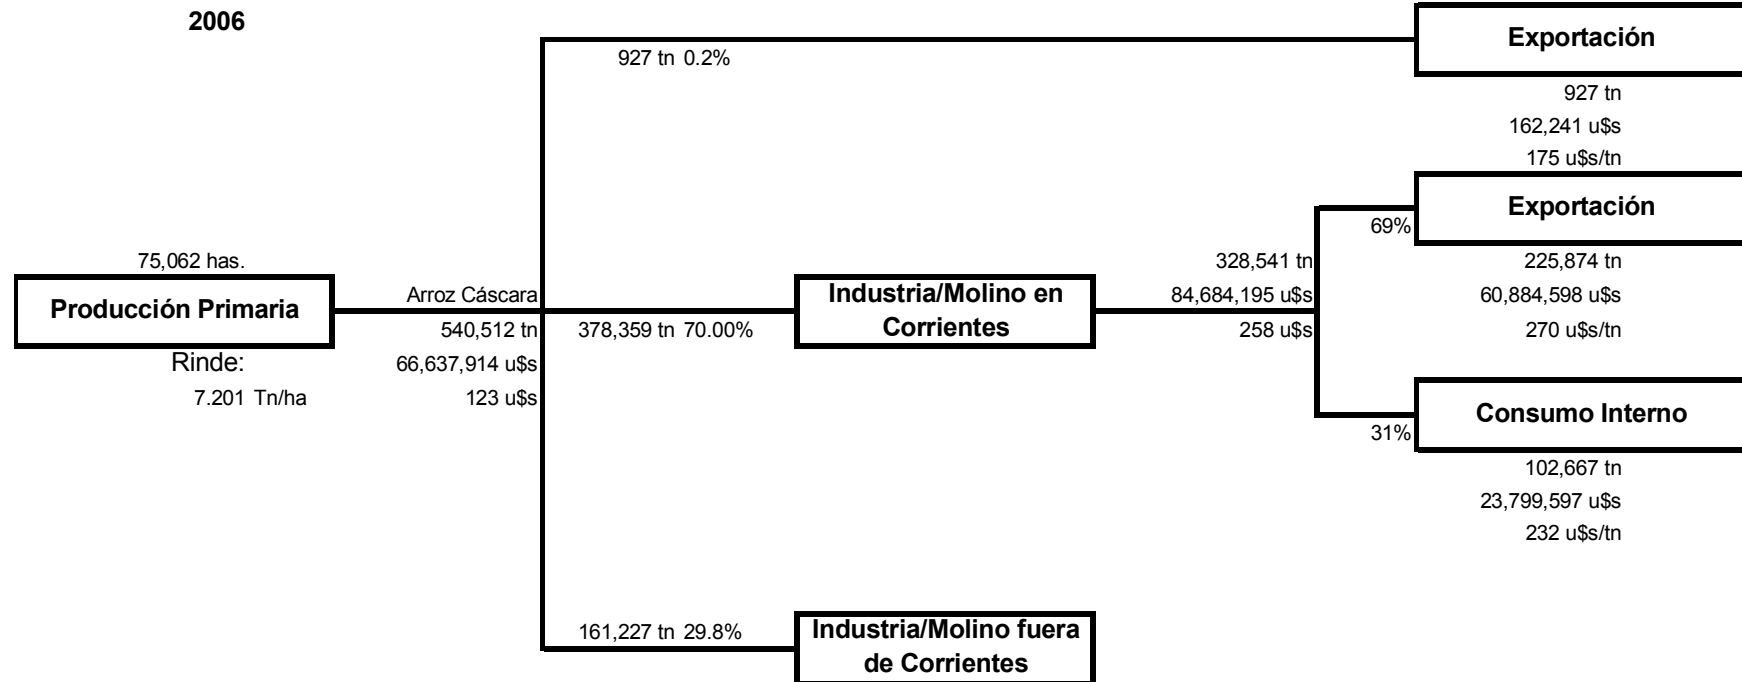 2006
927 tn 0.2%
Exportación
927 tn
162,241 u$s
175 u$s/tn
75,062 has.
Producción Primaria
Rinde:
7.201 Tn/ha
Arroz Cáscara
540,512 tn
66,637,914 u$s
123 u$s
378,359 tn 70.00%
Industria/Molino en
Corrientes
328,541 tn
84,684,195 u$s
258 u$s
69%
Exportación
225,874 tn
60,884,598 u$s
270 u$s/tn
31%
Consumo Interno
102,667 tn
23,799,597 u$s
232 u$s/tn
161,227 tn 29.8%
Industria/Molino fuera
de Corrientes